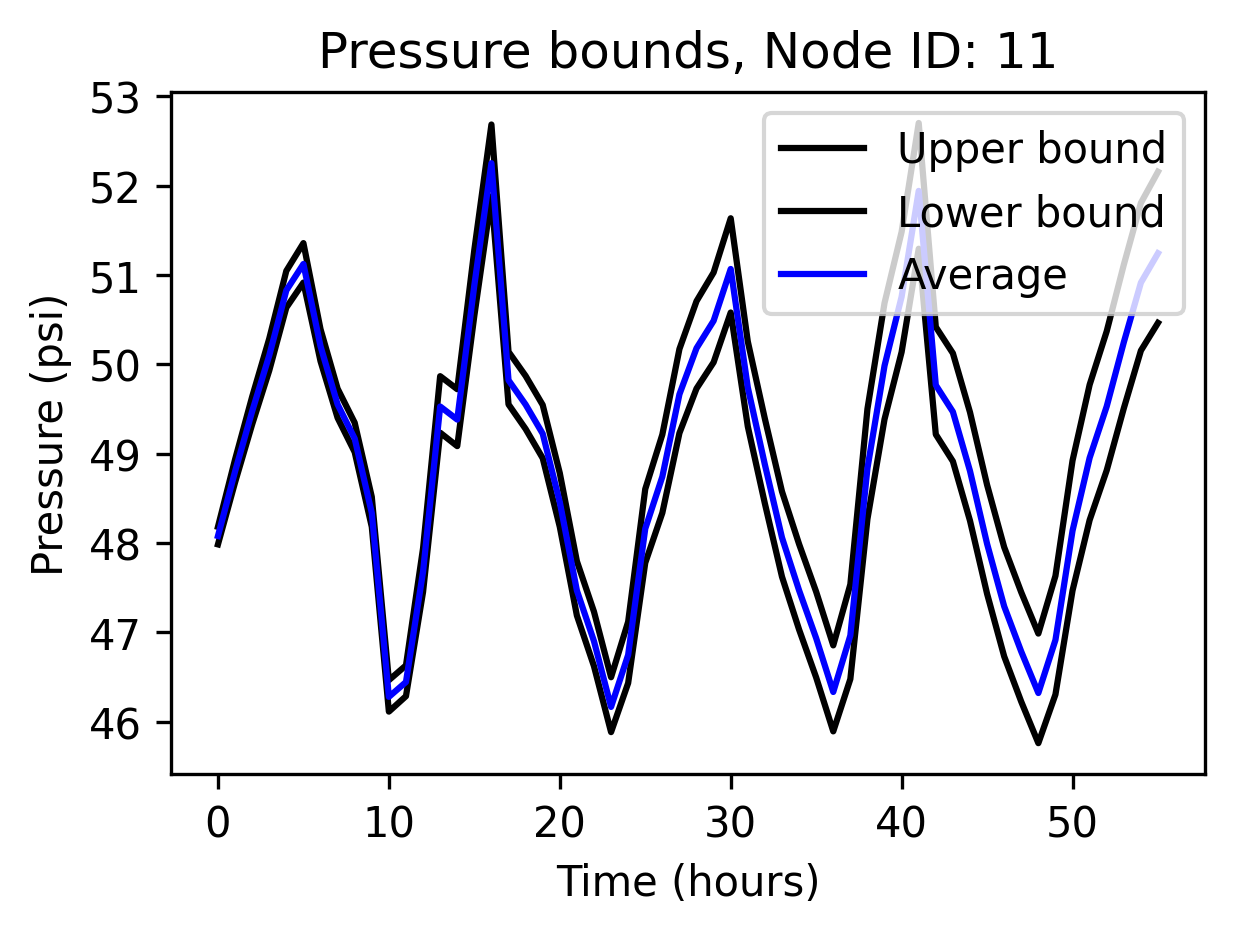 Pressure bounds, Node ID: 11
53
52
51
50
49
48
47
46
Pressure (psi)
Upper bound
Lower bound
Average
0 10 20 30 40 50
Time (hours)